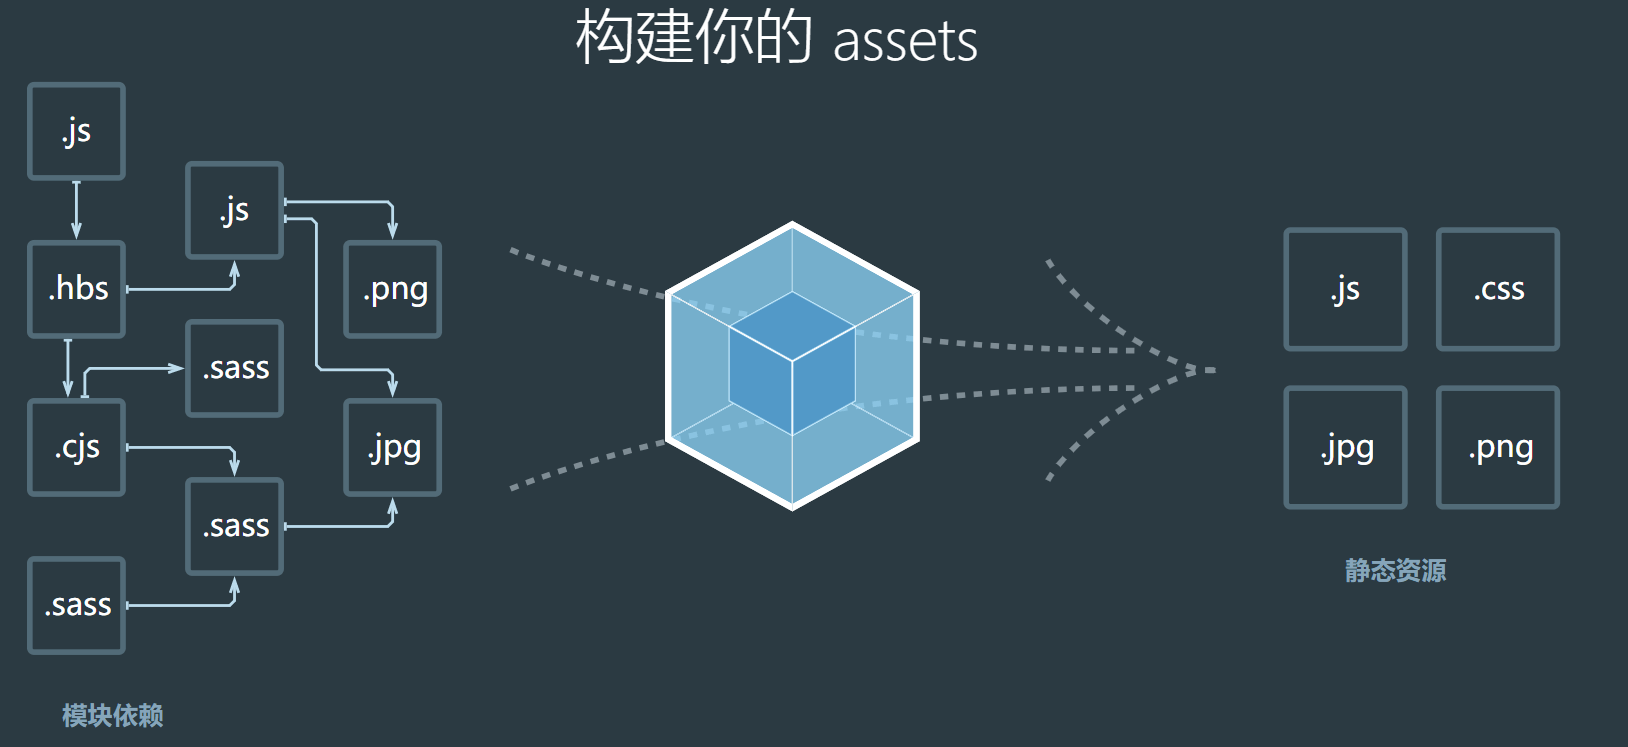 构建你的 assets
.js
.js
.hbs
.png
.sass
.cjs
.jpg
.sass
.sass
模块依赖
.js
.css
.jpg
.png
静态资源